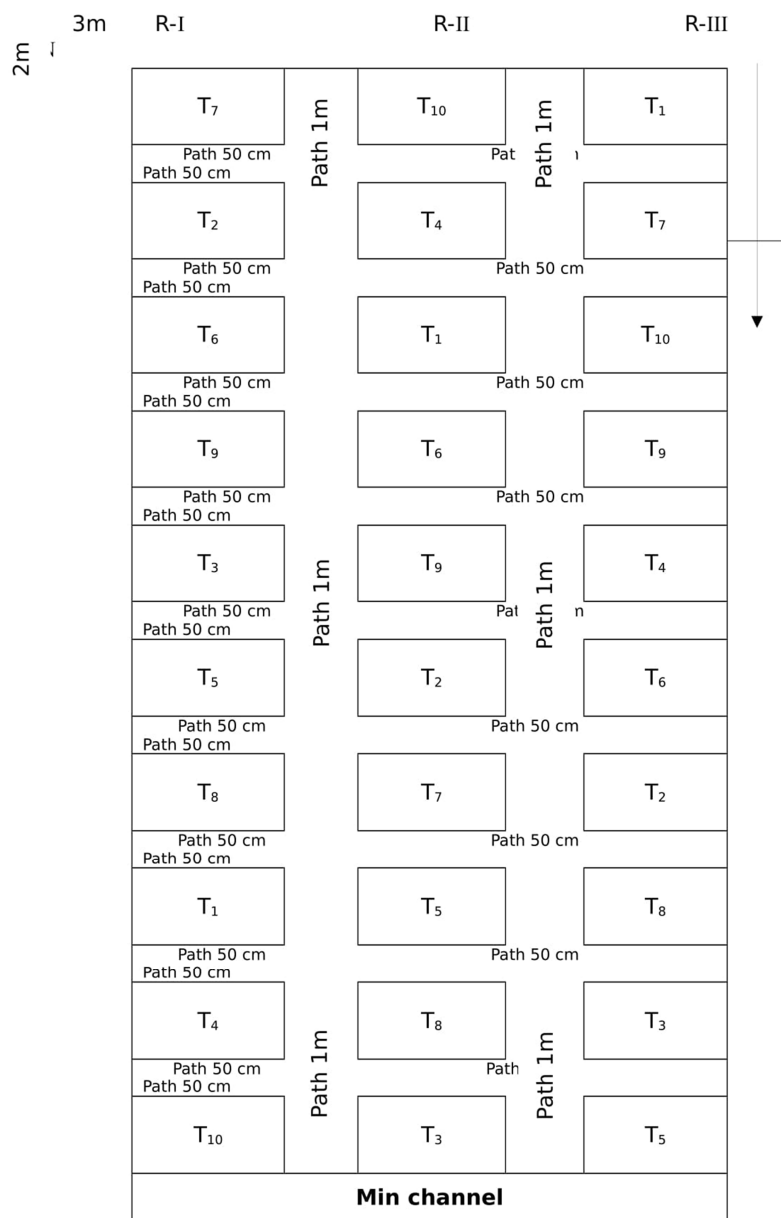 3m R-I R-II R-III
2m
T7 T10 T1
Path 1m Path 1m
Path 50 cm
Path 50 cm
T2 T4 T7
Path 50 cm Path 50 cm
Path 50 cm
T6 T1 T10
Path 50 cm Path 50 cm
Path 50 cm
T9 T6 T9
Path 50 cm Path 50 cm
Path 50 cm
T3 T9 T4
Path 1m Path 1m
Path 50 cm
Path 50 cm
T5 T2 T6
Path 50 cm Path 50 cm
Path 50 cm
T8 T7 T2
Path 50 cm Path 50 cm
Path 50 cm
T1 T5 T8
Path 50 cm Path 50 cm
Path 50 cm
T4 T8 T3
Path 1m Path 1m
Path 50 cm Path
Path 50 cm
T10 T3 T5
Min channel